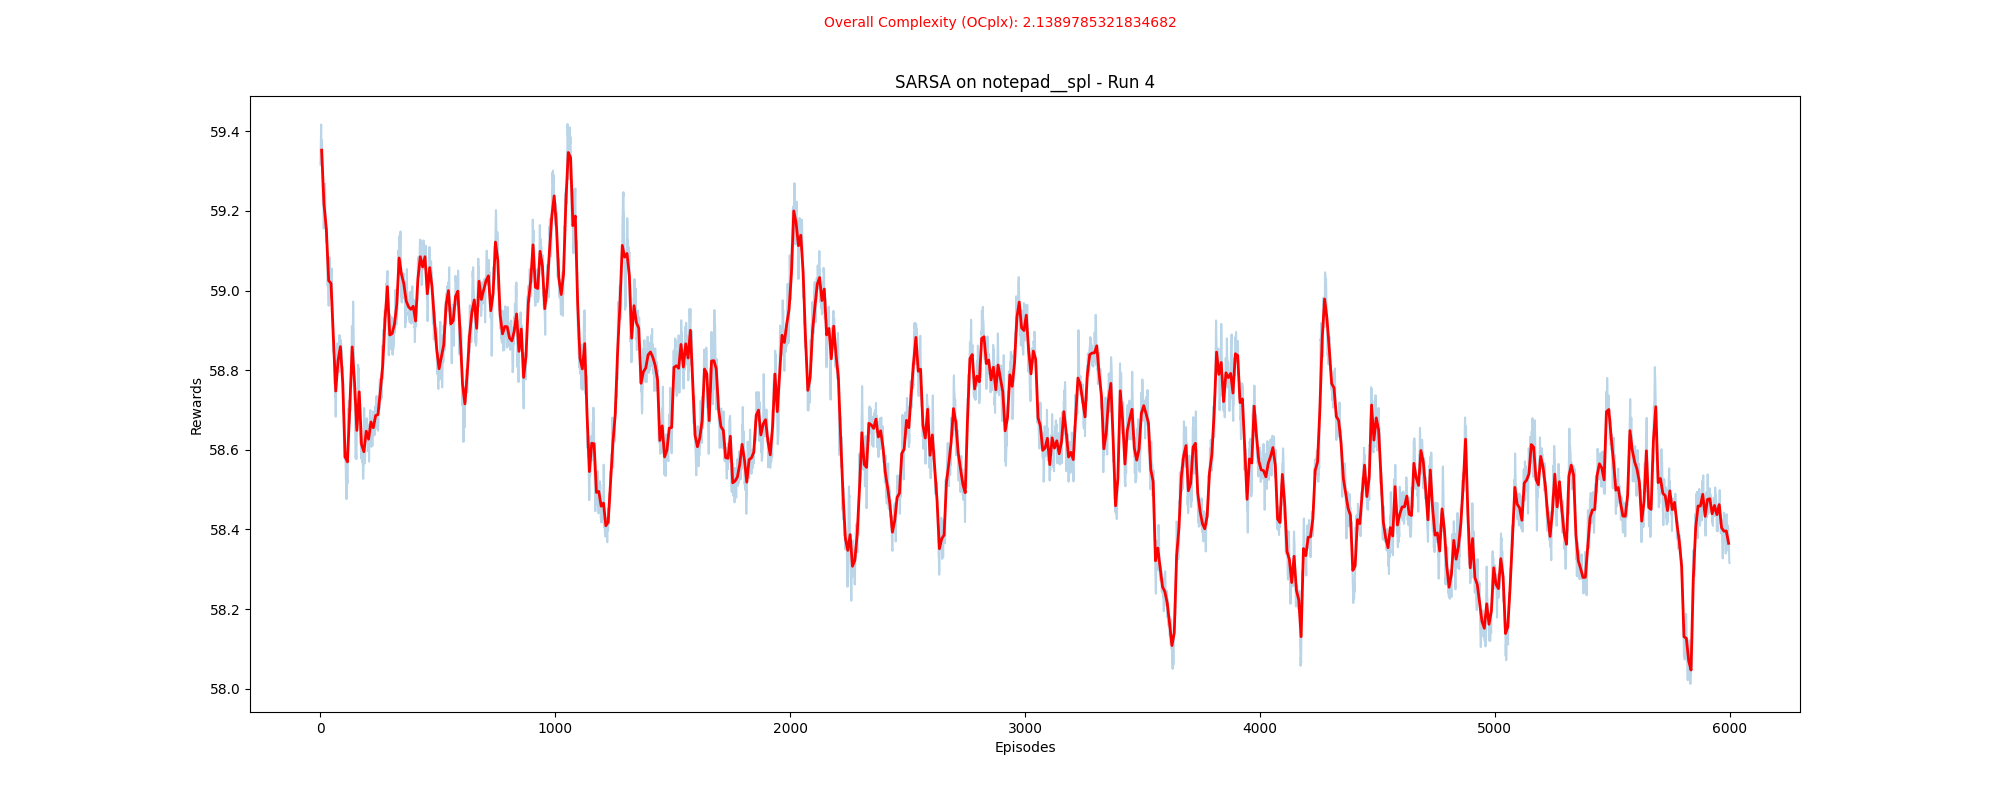 Overall Complexity (OCplx): 2.1389785321834682
SARSA on notepad__spl - Run 4
59.4
59.2
59.0
58.8
58.6
58.4
58.2
58.0
Rewards
0 1000 2000 3000 4000 5000 6000
Episodes